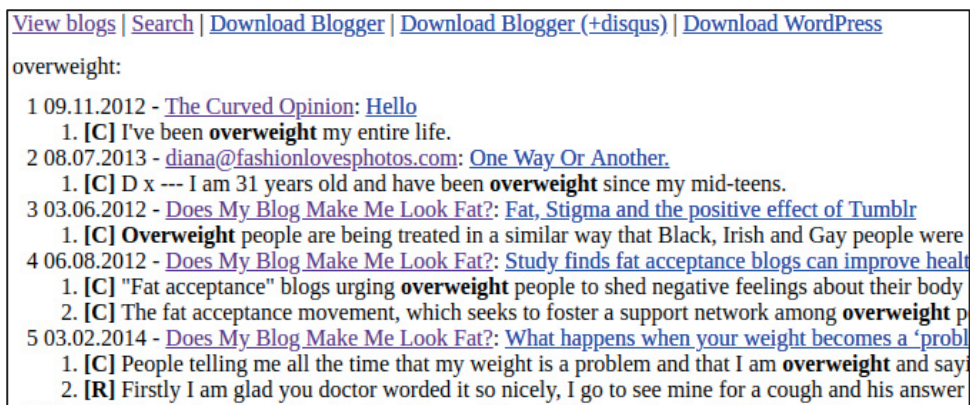 View blogs | Search | Download Blogger | Download Blogger (+disqus) | Download WordPress
overweight:
1 09.11.2012 - The Curved Opinion: Hello
1. [C] I've been overweight my entire life.
2 08.07.2013 - diana@fashionlovesphotos.com: One Way Or Another.
1. [C] D x --- I am 31 years old and have been overweight since my mid-teens.
3 03.06.2012 - Does My Blog Make Me Look Fat?: Fat, Stigma and the positive effect of Tumblr
1. [C] Overweight people are being treated in a similar way that Black, Irish and Gay people were
4 06.08.2012 - Does My Blog Make Me Look Fat?: Study finds fat acceptance blogs can improve healt
1. [C] "Fat acceptance" blogs urging overweight people to shed negative feelings about their body
2. [C] The fat acceptance movement, which seeks to foster a support network among overweight p
5 03.02.2014 - Does My Blog Make Me Look Fat?: What happens when your weight becomes a ‘probl
1. [C] People telling me all the time that my weight is a problem and that I am overweight and sayi
2. [R] Firstly I am glad you doctor worded it so nicely, I go to see mine for a cough and his answer